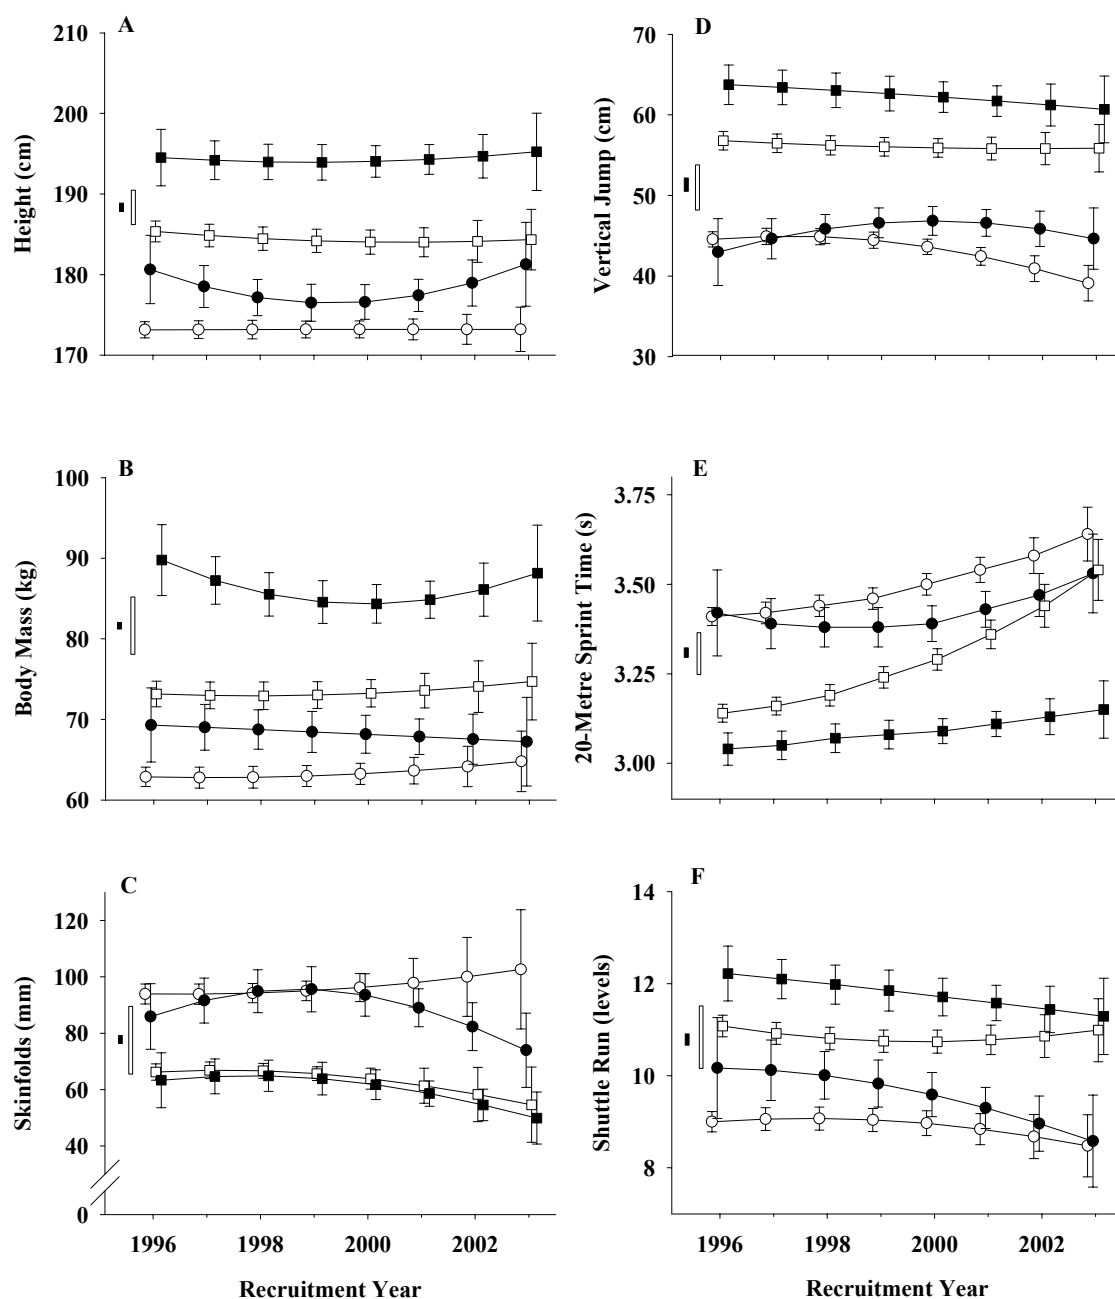 A
210
200
190
180
170
Height (cm)
D
70
60
50
40
30
Vertical Jump (cm)
B
100
90
80
70
60
Body Mass (kg)
E
3.75
3.50
3.25
3.00
20-Metre Sprint Time (s)
C
120
100
80
60
40
0
Skinfolds (mm)
1996
1998
2000
2002
Recruitment Year
F
14
12
10
8
Shuttle Run (levels)
1996
1998
2000
2002
Recruitment Year